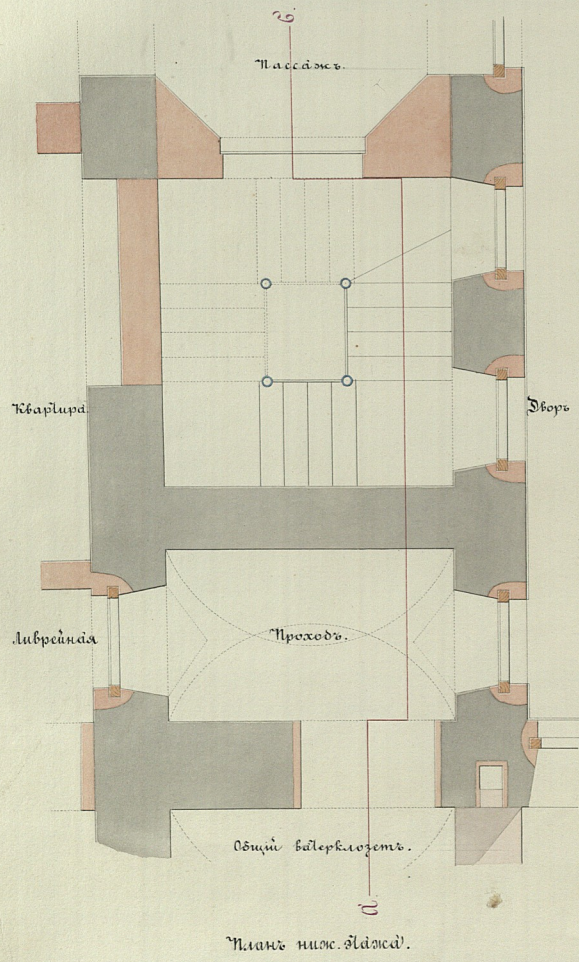 б.
Пассажъ.
Квартира.
Дворъ
Ливрейная
Проходъ.
Общій ватерклозетъ.
а.
Планъ ниж. этажа.